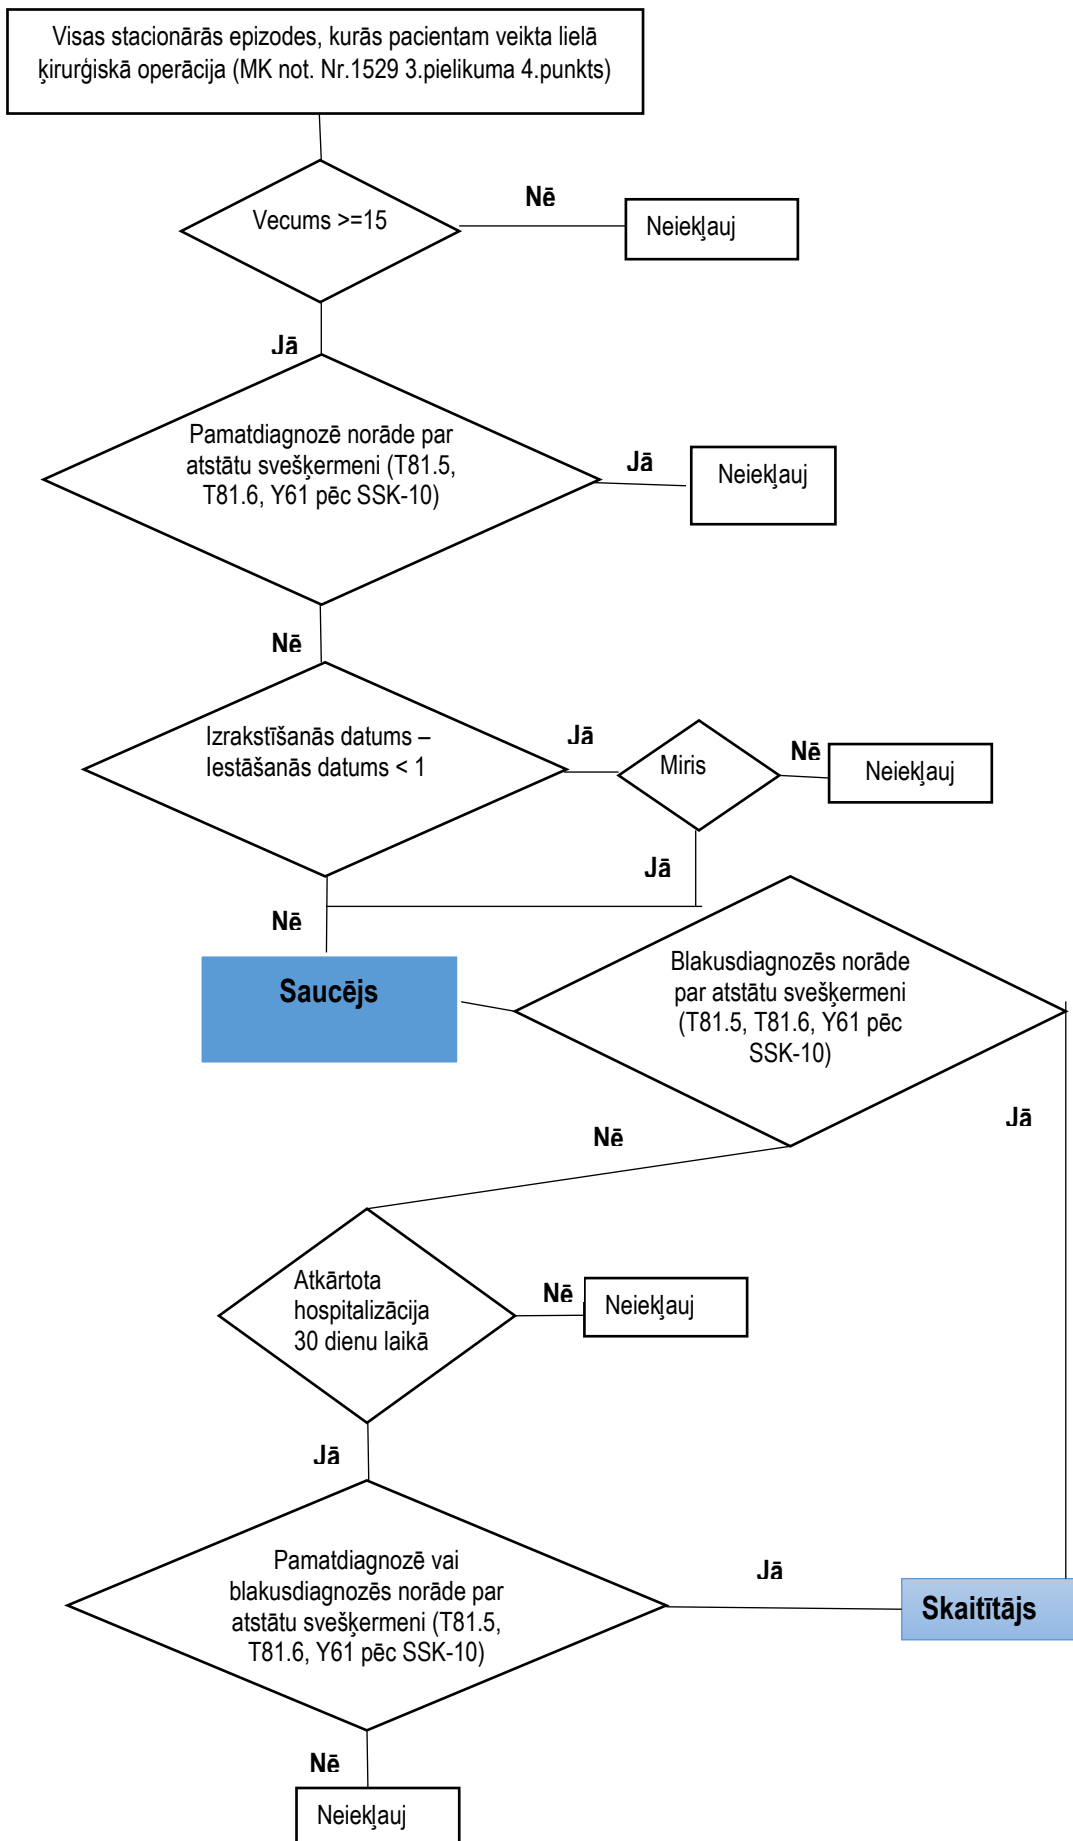 Visas stacionārās epizodes, kurās pacientam veikta lielā
ķirurģiskā operācija (MK not. Nr.1529 3.pielikuma 4.punkts)
Vecums >=15
Nē
Neiekļauj
Jā
Pamatdiagnozē norāde par
atstātu svešķermeni (T81.5,
T81.6, Y61 pēc SSK-10)
Jā
Neiekļauj
Nē
Izrakstīšanās datums –
Iestāšanās datums < 1
Jā
Miris
Nē
Neiekļauj
Jā
Nē
Saucējs
Blakusdiagnozēs norāde
par atstātu svešķermeni
(T81.5, T81.6, Y61 pēc
SSK-10)
Jā
Nē
Atkārtota
hospitalizācija
30 dienu laikā
Nē
Neiekļauj
Jā
Pamatdiagnozē vai
blakusdiagnozēs norāde par
atstātu svešķermeni (T81.5,
T81.6, Y61 pēc SSK-10)
Jā
Skaitītājs
Nē
Neiekļauj